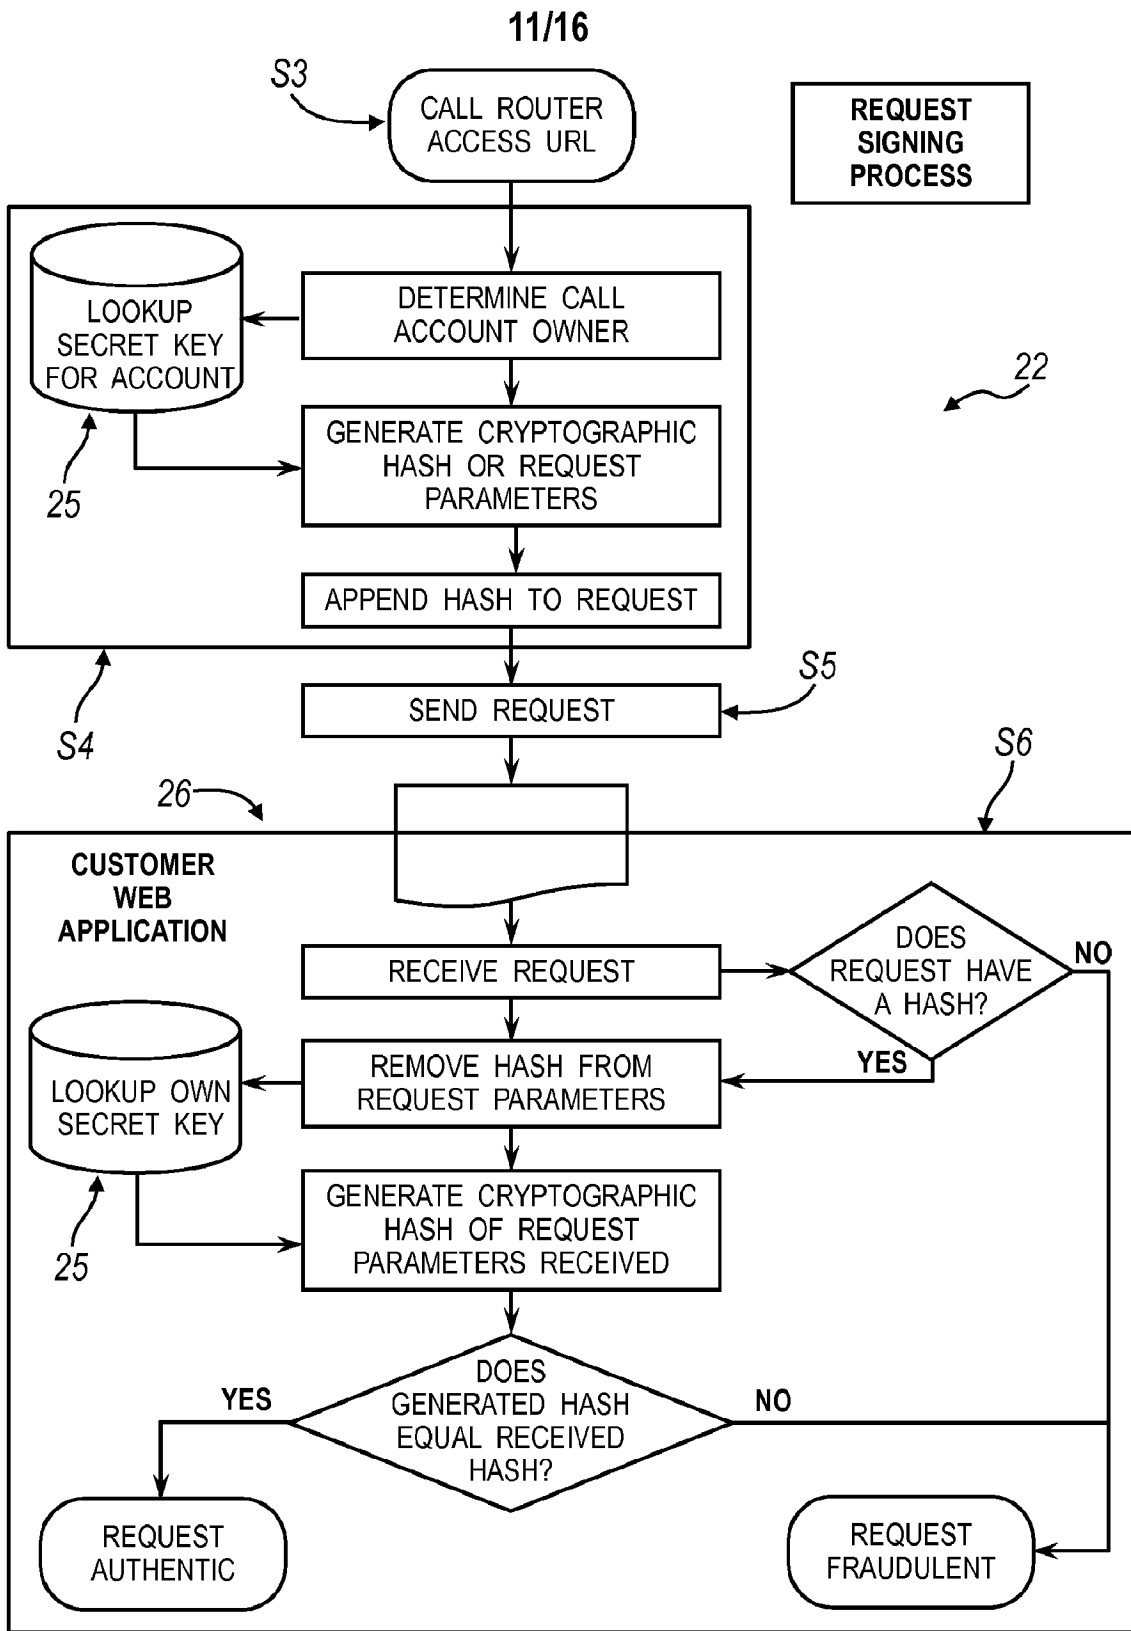 11/16
S3
CALL ROUTER
ACCESS URL
REQUEST
SIGNING
PROCESS
LOOKUP
SECRET KEY
FOR ACCOUNT
DETERMINE CALL
ACCOUNT OWNER
22
GENERATE CRYPTOGRAPHIC
HASH OR REQUEST
PARAMETERS
25
APPEND HASH TO REQUEST
S4
SEND REQUEST
S5
26
S6
CUSTOMER
WEB
APPLICATION
RECEIVE REQUEST
DOES
REQUEST HAVE
A HASH?
NO
YES
REMOVE HASH FROM
REQUEST PARAMETERS
LOOKUP OWN
SECRET KEY
25
GENERATE CRYPTOGRAPHIC
HASH OF REQUEST
PARAMETERS RECEIVED
DOES
GENERATED HASH
EQUAL RECEIVED
HASH?
YES
NO
REQUEST
AUTHENTIC
REQUEST
FRAUDULENT